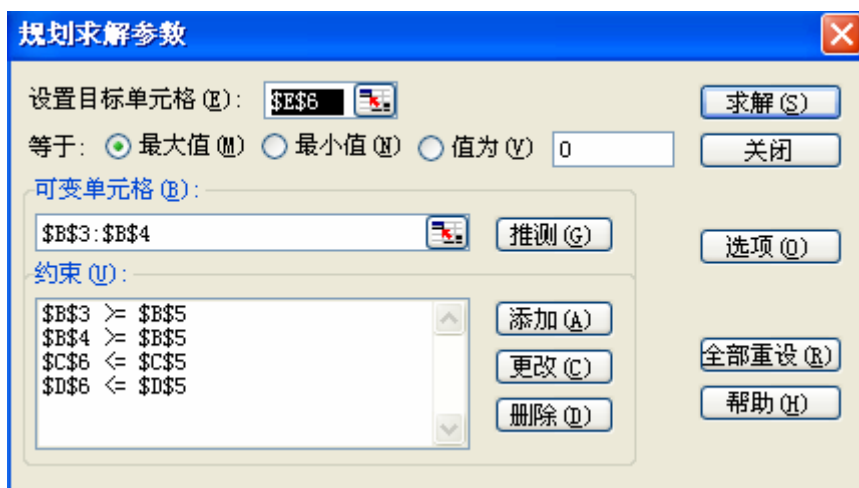 规划求解参数
设置目标单元格(E): $E$6 求解(S)
等于: 最大值(M) 最小值(N) 值为(V) 0 关闭
可变单元格(B):
$B$3:$B$4 推测(G) 选项(O)
约束(U):
$B$3 >= $B$5 添加(A)
$B$4 >= $B$5
$C$6 <= $C$5 更改(C) 全部重设(R)
$D$6 <= $D$5
删除(D) 帮助(H)